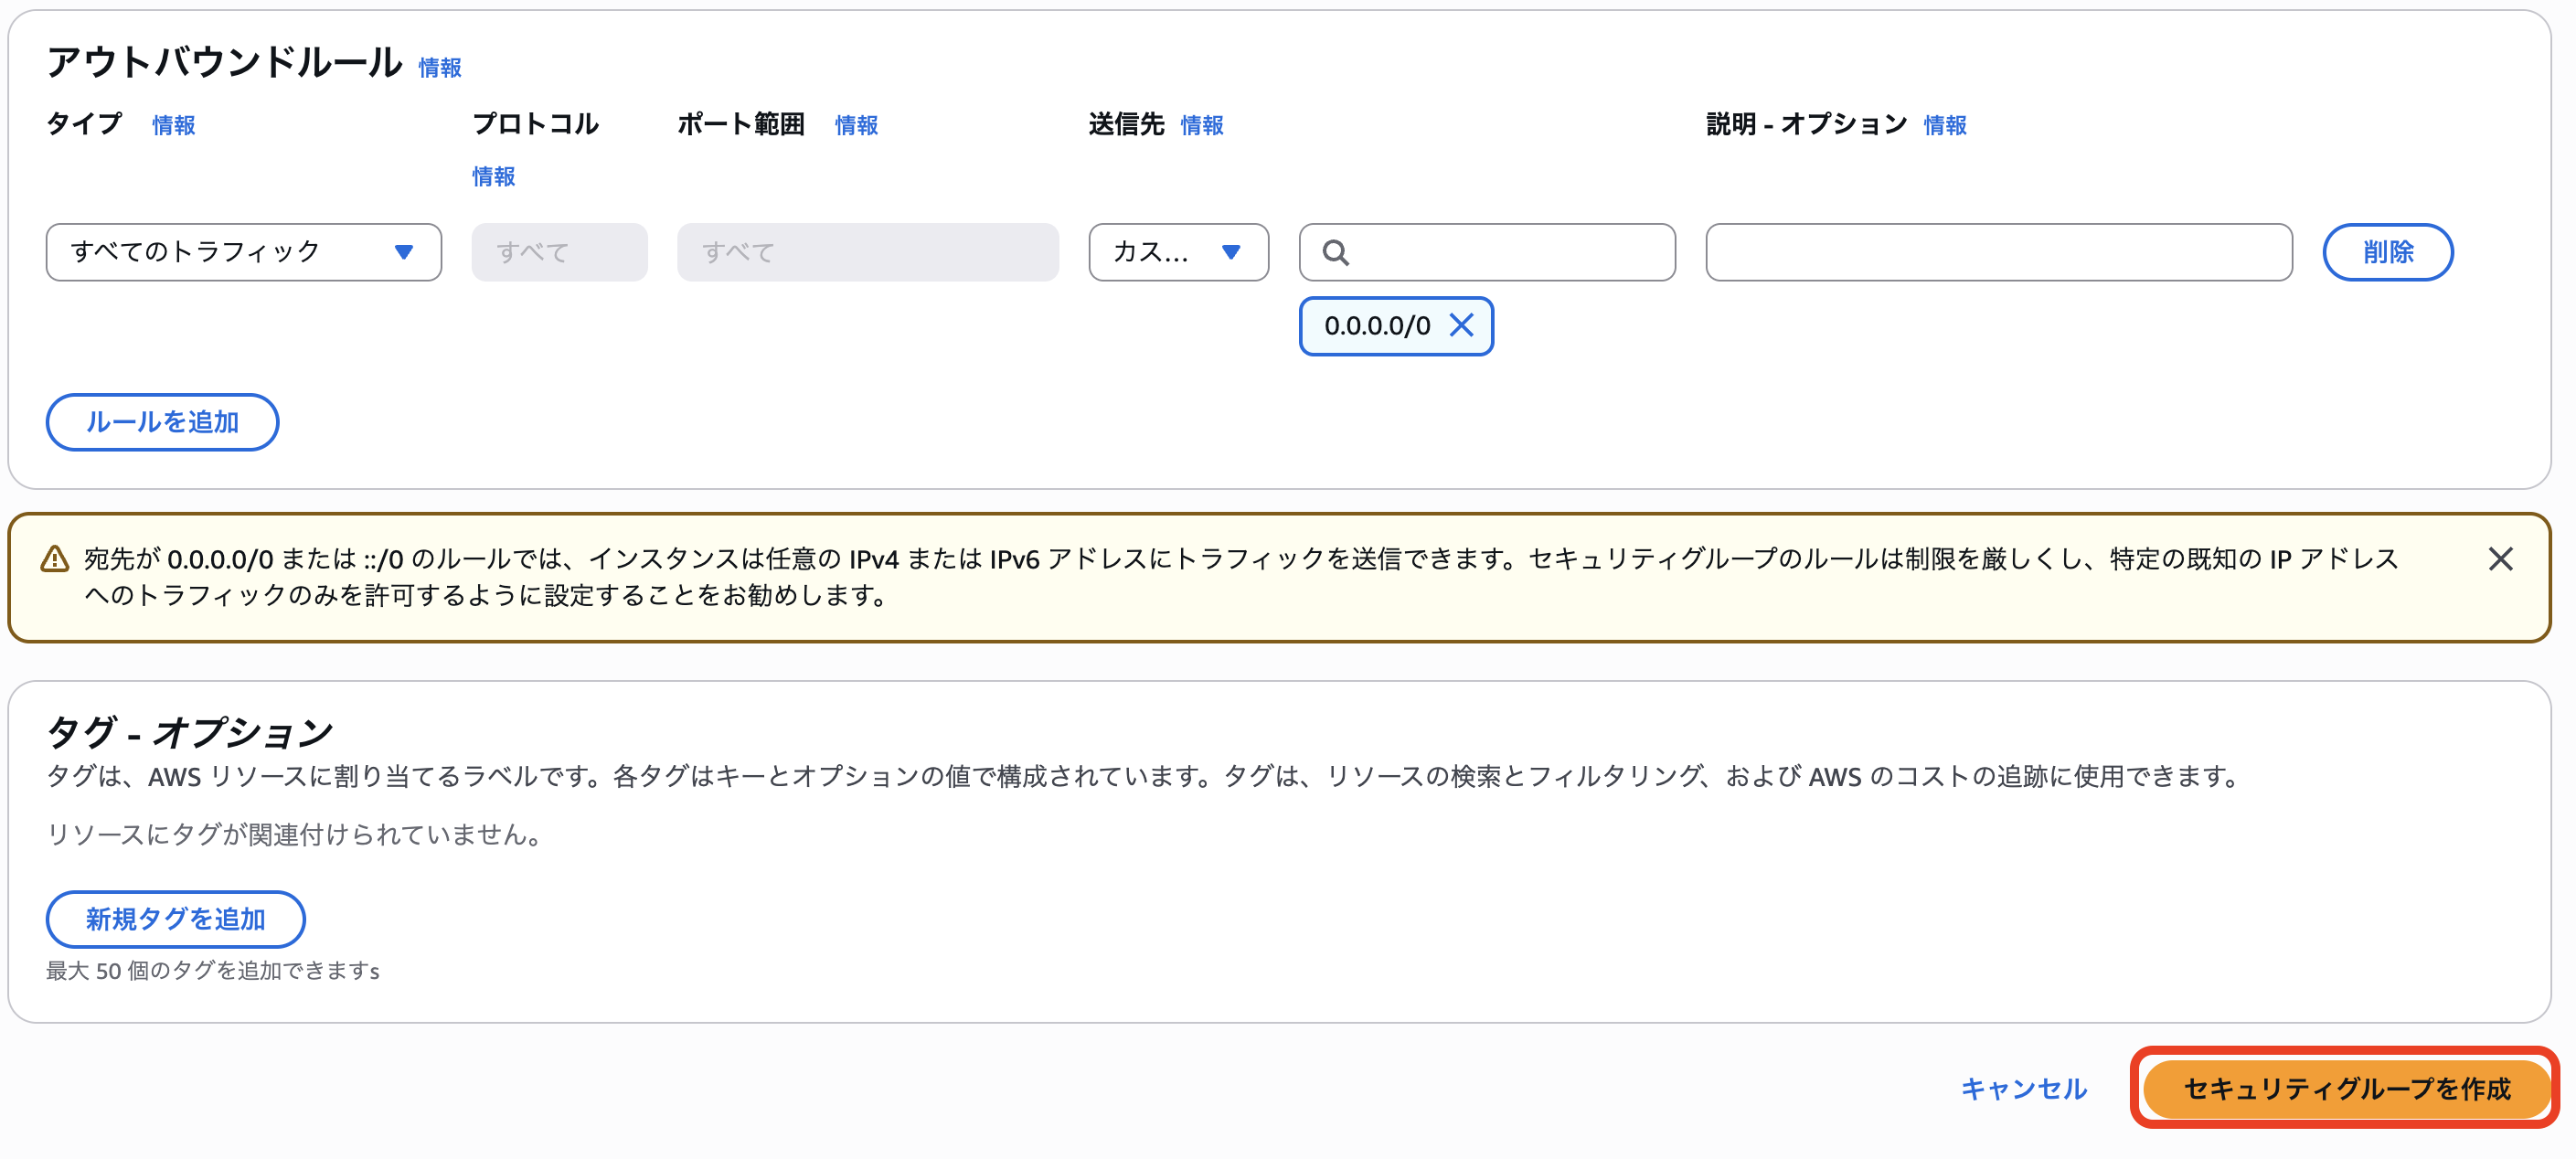 アウトバウンドルール 情報
タイプ 情報 プロトコル ポート範囲 情報 送信先 情報 説明 - オプション 情報
情報
すべてのトラフィック すべて すべて カス... 削除
0.0.0.0/0
ルールを追加
宛先が 0.0.0.0/0 または ::/0 のルールでは、インスタンスは任意の IPv4 または IPv6 アドレスにトラフィックを送信できます。セキュリティグループのルールは制限を厳しくし、特定の既知の IP アドレス
へのトラフィックのみを許可するように設定することをお勧めします。
タグ - オプション
タグは、AWS リソースに割り当てるラベルです。各タグはキーとオプションの値で構成されています。タグは、リソースの検索とフィルタリング、および AWS のコストの追跡に使用できます。
リソースにタグが関連付けられていません。
新規タグを追加
最大 50 個のタグを追加できますs
キャンセル セキュリティグループを作成